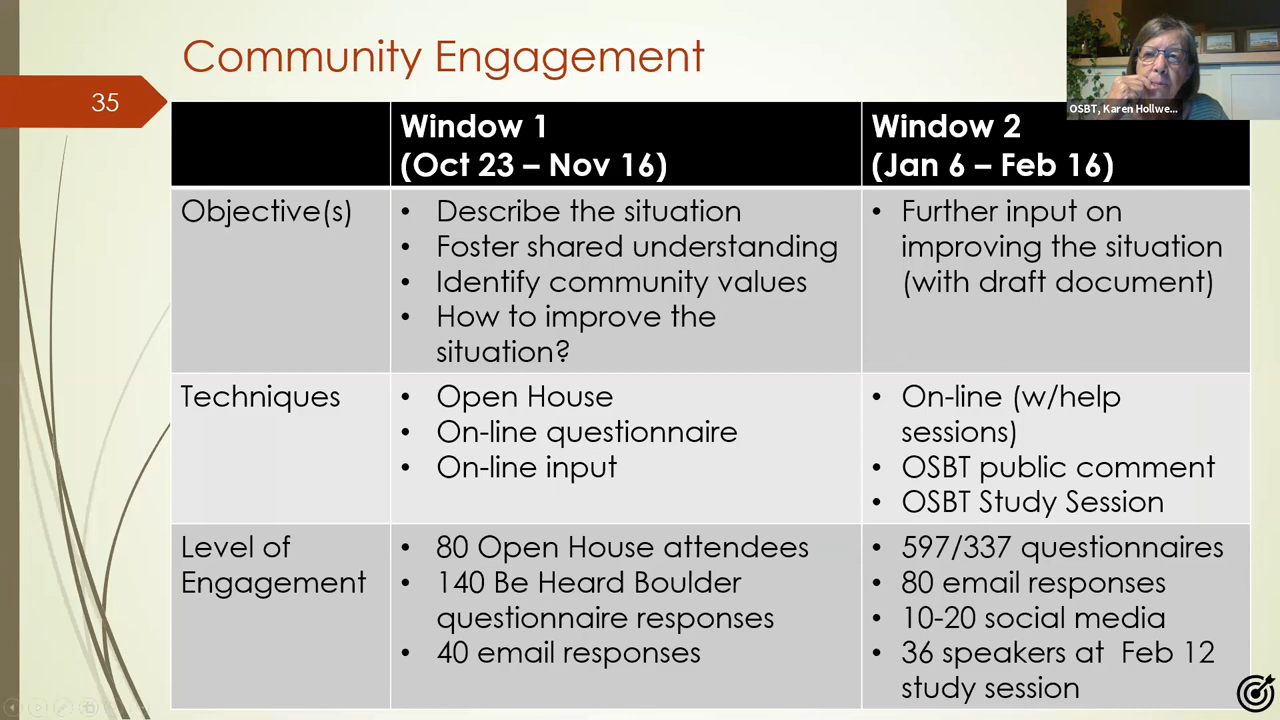 Community Engagement
35
OSBT, Karen Hollwe...
Window 1
(Oct 23 – Nov 16)
Window 2
(Jan 6 – Feb 16)
Objective(s)
• Describe the situation
• Foster shared understanding
• Identify community values
• How to improve the
situation?
• Further input on
improving the situation
(with draft document)
Techniques
• Open House
• On-line questionnaire
• On-line input
• On-line (w/help
sessions)
• OSBT public comment
• OSBT Study Session
Level of
Engagement
• 80 Open House attendees
• 140 Be Heard Boulder
questionnaire responses
• 40 email responses
• 597/337 questionnaires
• 80 email responses
• 10-20 social media
• 36 speakers at Feb 12
study session